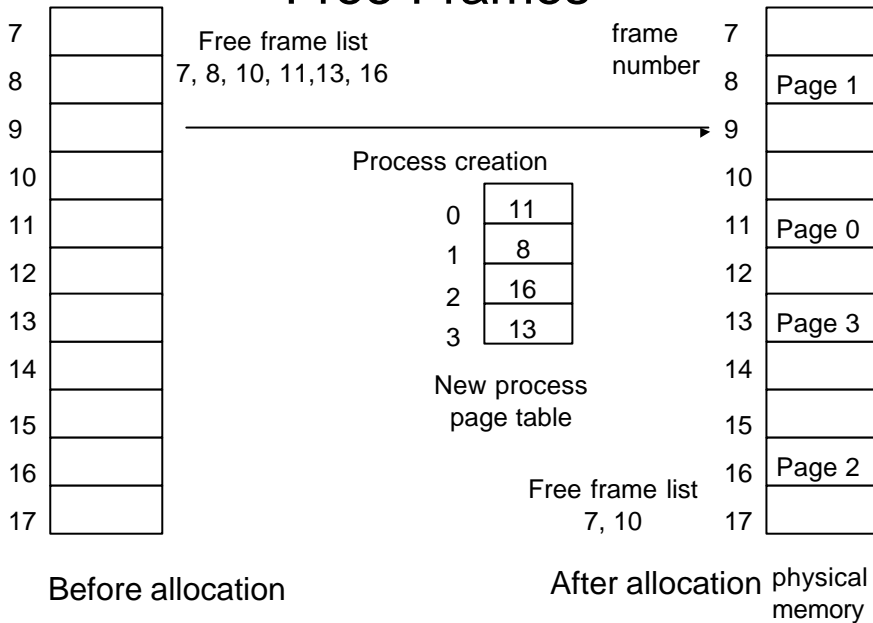 Free Frames
7
8
9
10
11
12
13
14
15
16
17
Free frame list
7, 8, 10, 11,13, 16
Process creation
0 11
1 8
2 16
3 13
New process
page table
Free frame list
7, 10
frame
number
7
8 Page 1
9
10
11 Page 0
12
13 Page 3
14
15
16 Page 2
17
Before allocation
After allocation
physical
memory